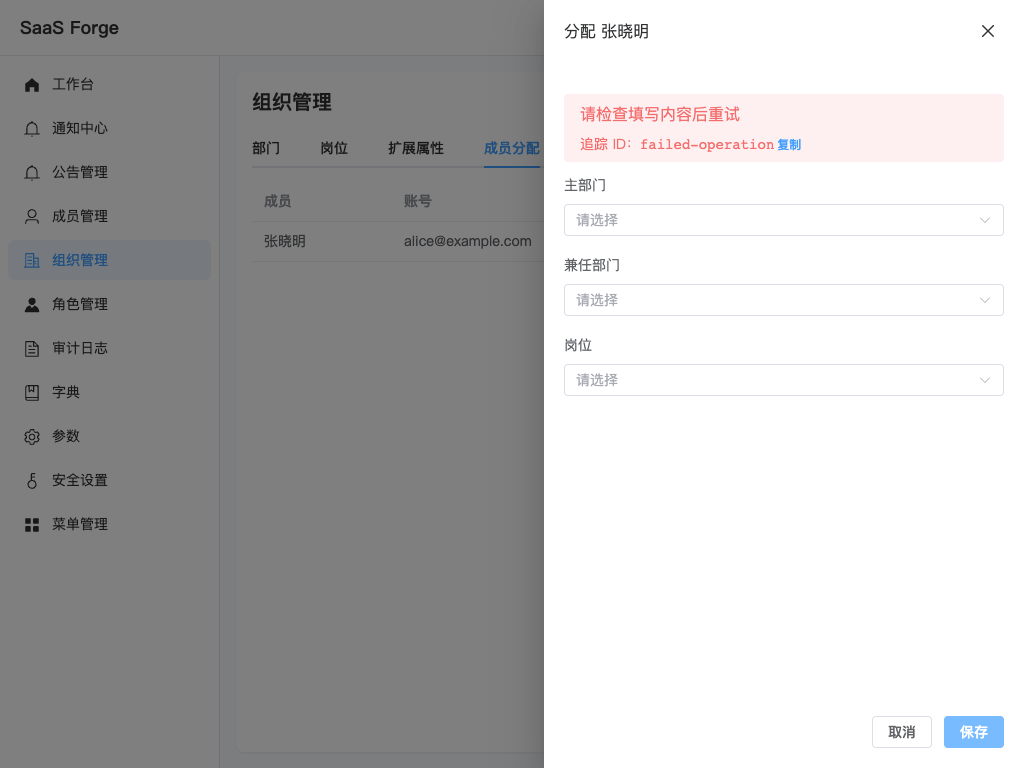 SaaS Forge
工作台
通知中心
公告管理
成员管理
组织管理
角色管理
审计日志
字典
参数
安全设置
菜单管理
组织管理
部门 岗位 扩展属性 成员分配
成员 账号
张晓明 alice@example.com
分配 张晓明
请检查填写内容后重试
追踪 ID：failed-operation 复制
主部门
请选择
兼任部门
请选择
岗位
请选择
取消 保存